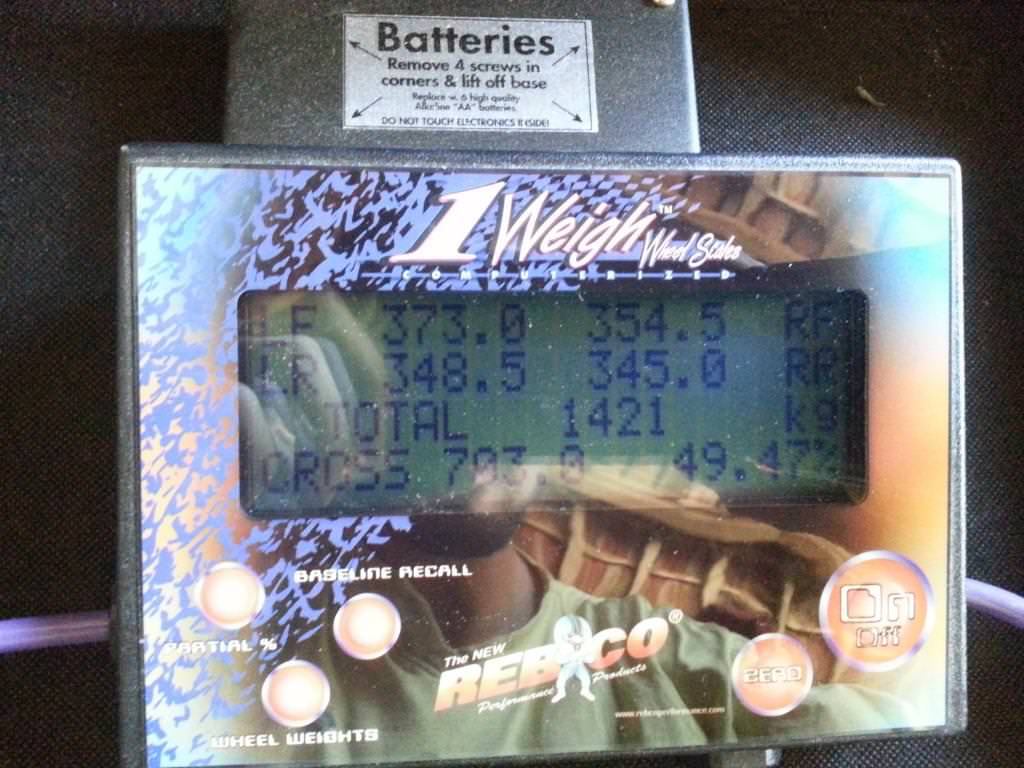 Batteries
Remove 4 screws in
corners & lift off base
Replace w. 6 high quality
Alkaline "AA" batteries.
DO NOT TOUCH ELECTRONICS INSIDE!
1 Weigh™ Wheel Scales
COMPUTERIZED
LF 373.0 354.5 RF
LR 348.5 345.0 RR
TOTAL 1421 kg
CROSS 703.0 49.47%
BASELINE RECALL
PARTIAL %
WHEEL WEIGHTS
The NEW
REBCO®
Performance Products
www.rebcoperformance.com
ZERO
On
Off